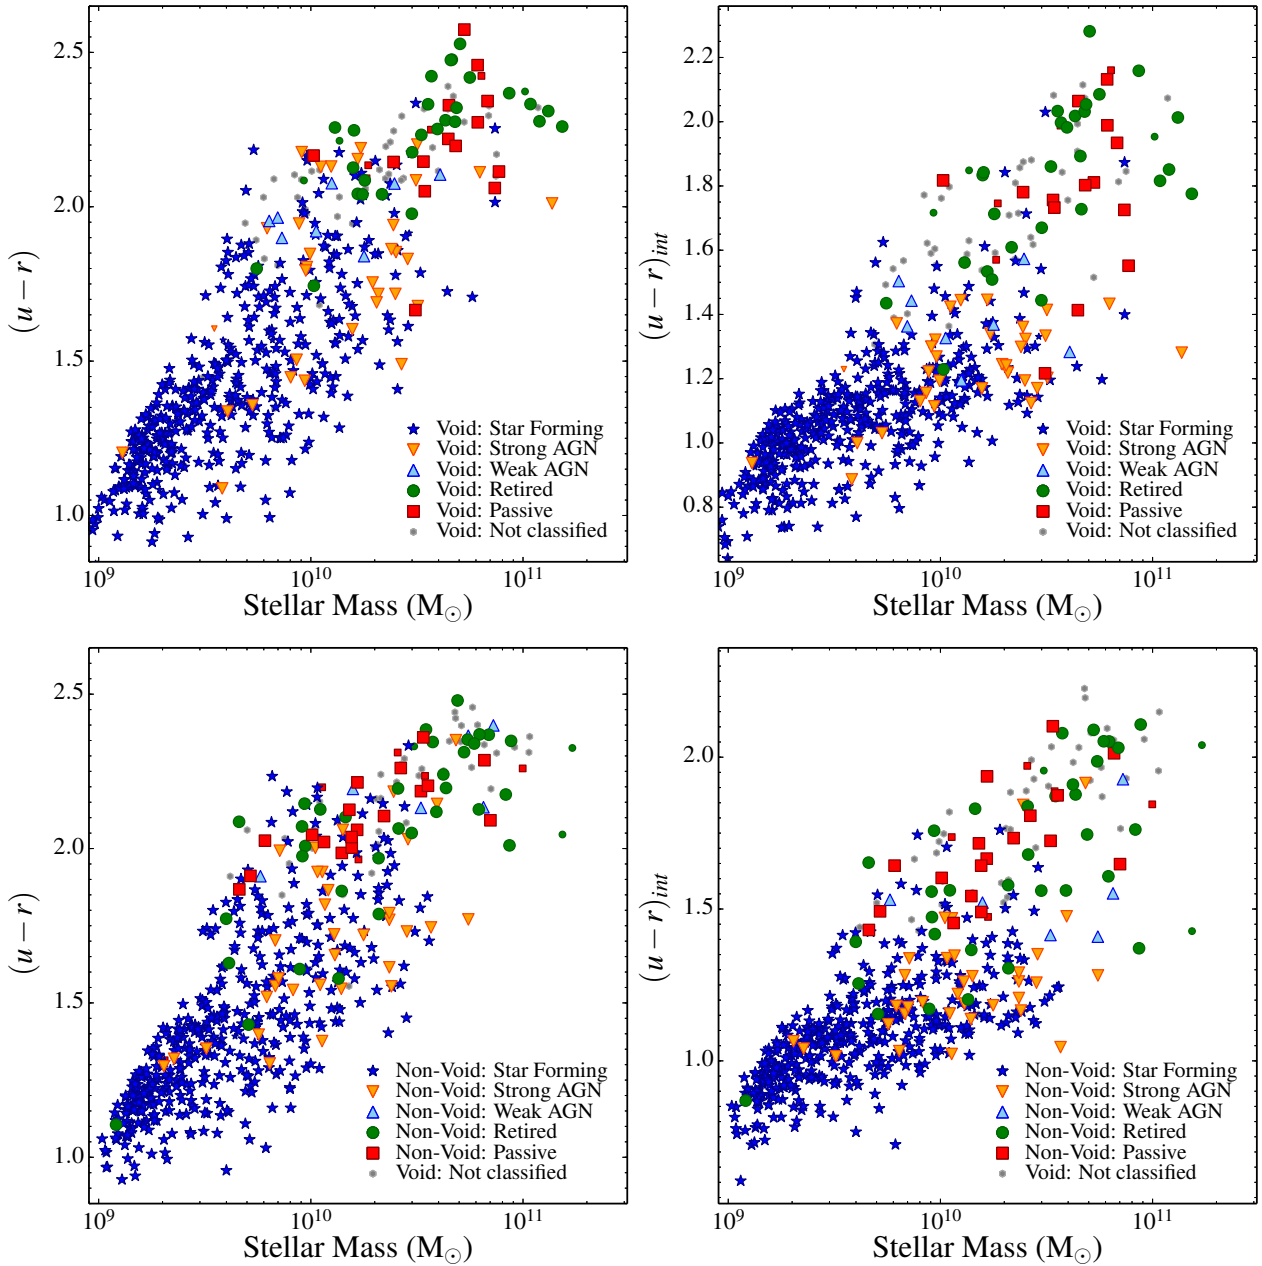 2.5
2.0
1.5
1.0
(u − r)
10⁹ 10¹⁰ 10¹¹
Stellar Mass (M☉)
Void: Star Forming
Void: Strong AGN
Void: Weak AGN
Void: Retired
Void: Passive
Void: Not classified
2.2
2.0
1.8
1.6
1.4
1.2
1.0
0.8
(u − r)int
10⁹ 10¹⁰ 10¹¹
Stellar Mass (M☉)
Void: Star Forming
Void: Strong AGN
Void: Weak AGN
Void: Retired
Void: Passive
Void: Not classified
2.5
2.0
1.5
1.0
(u − r)
10⁹ 10¹⁰ 10¹¹
Stellar Mass (M☉)
Non-Void: Star Forming
Non-Void: Strong AGN
Non-Void: Weak AGN
Non-Void: Retired
Non-Void: Passive
Void: Not classified
2.0
1.5
1.0
(u − r)int
10⁹ 10¹⁰ 10¹¹
Stellar Mass (M☉)
Non-Void: Star Forming
Non-Void: Strong AGN
Non-Void: Weak AGN
Non-Void: Retired
Non-Void: Passive
Void: Not classified